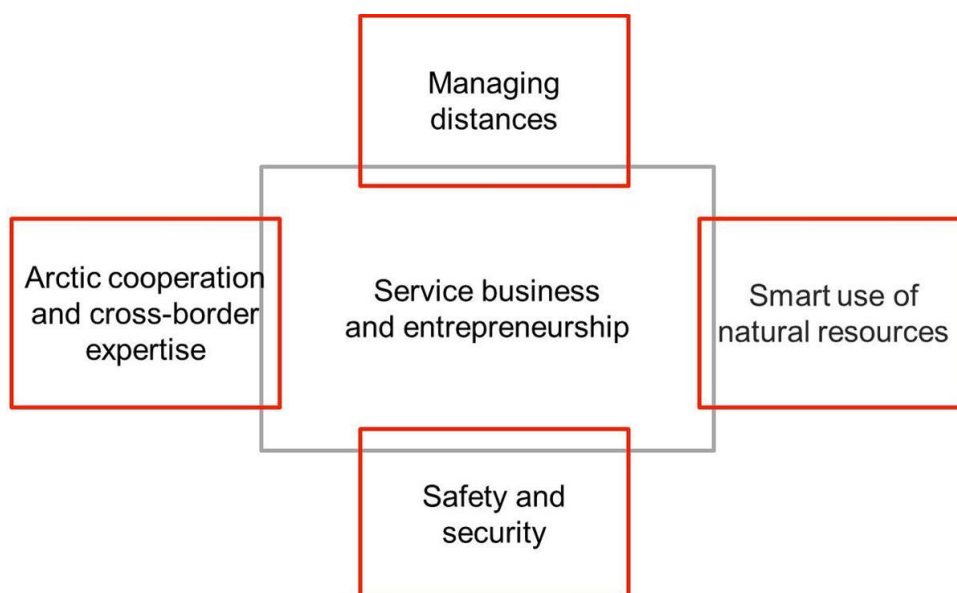 Managing
distances
Arctic cooperation
and cross-border
expertise
Service business
and entrepreneurship
Smart use of
natural resources
Safety and
security